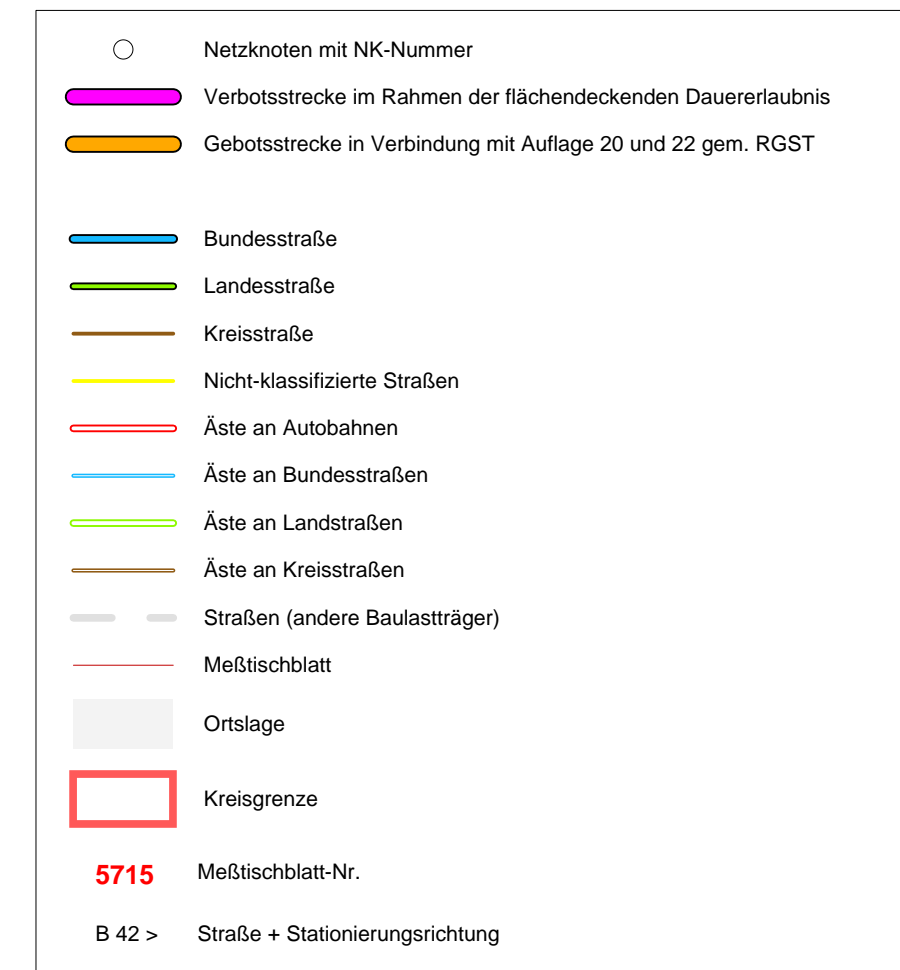 Netzknoten mit NK-Nummer
Verbotsstrecke im Rahmen der flächendeckenden Dauererlaubnis
Gebotsstrecke in Verbindung mit Auflage 20 und 22 gem. RGST
Bundesstraße
Landesstraße
Kreisstraße
Nicht-klassifizierte Straßen
Äste an Autobahnen
Äste an Bundesstraßen
Äste an Landstraßen
Äste an Kreisstraßen
Straßen (andere Baulastträger)
Meßtischblatt
Ortslage
Kreisgrenze
5715 Meßtischblatt-Nr.
B 42 > Straße + Stationierungsrichtung